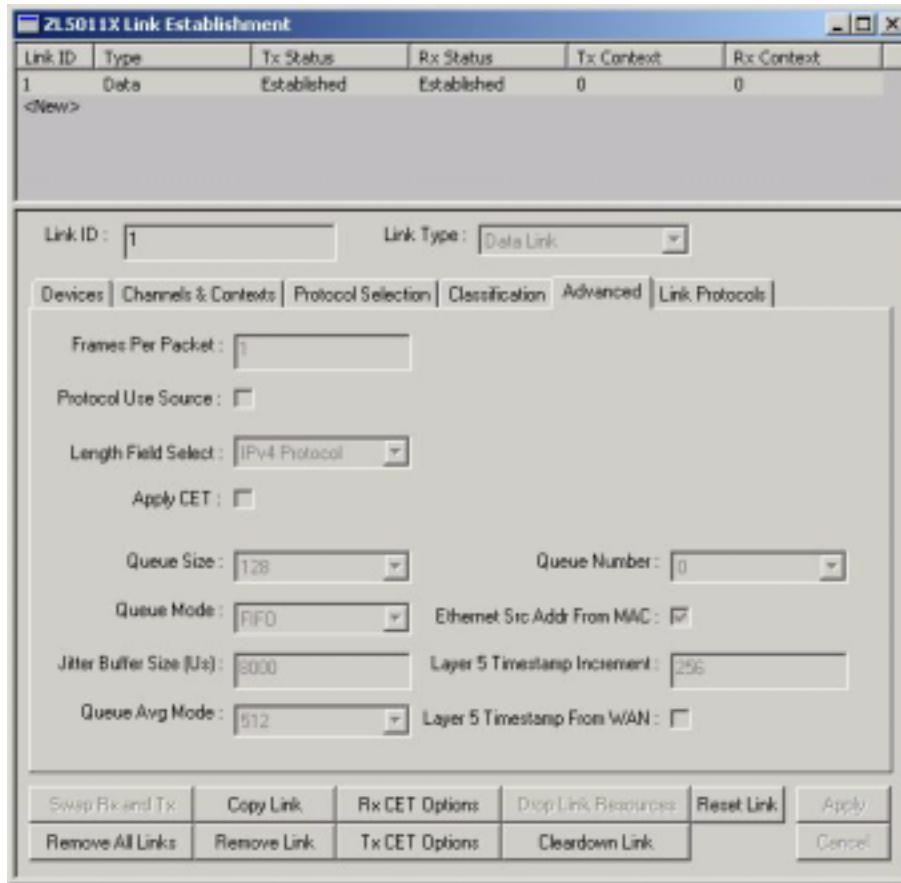 ZL5011X Link Establishment
Link ID Type Tx Status Rx Status Tx Context Rx Context
1 Data Established Established 0 0
<New>
Link ID : 1 Link Type : Data Link
Devices Channels & Contexts Protocol Selection Classification Advanced Link Protocols
Frames Per Packet : 1
Protocol Use Source :
Length Field Select : IPv4 Protocol
Apply CET :
Queue Size : 128 Queue Number : 0
Queue Mode : FIFO Ethernet Src Addr From MAC :
Jitter Buffer Size (Us) : 8000 Layer 5 Timestamp Increment : 256
Queue Avg Mode : 512 Layer 5 Timestamp From WAN :
Swap Rx and Tx Copy Link Rx CET Options Drop Link Resources Reset Link Apply
Remove All Links Remove Link Tx CET Options Cleardown Link Cancel